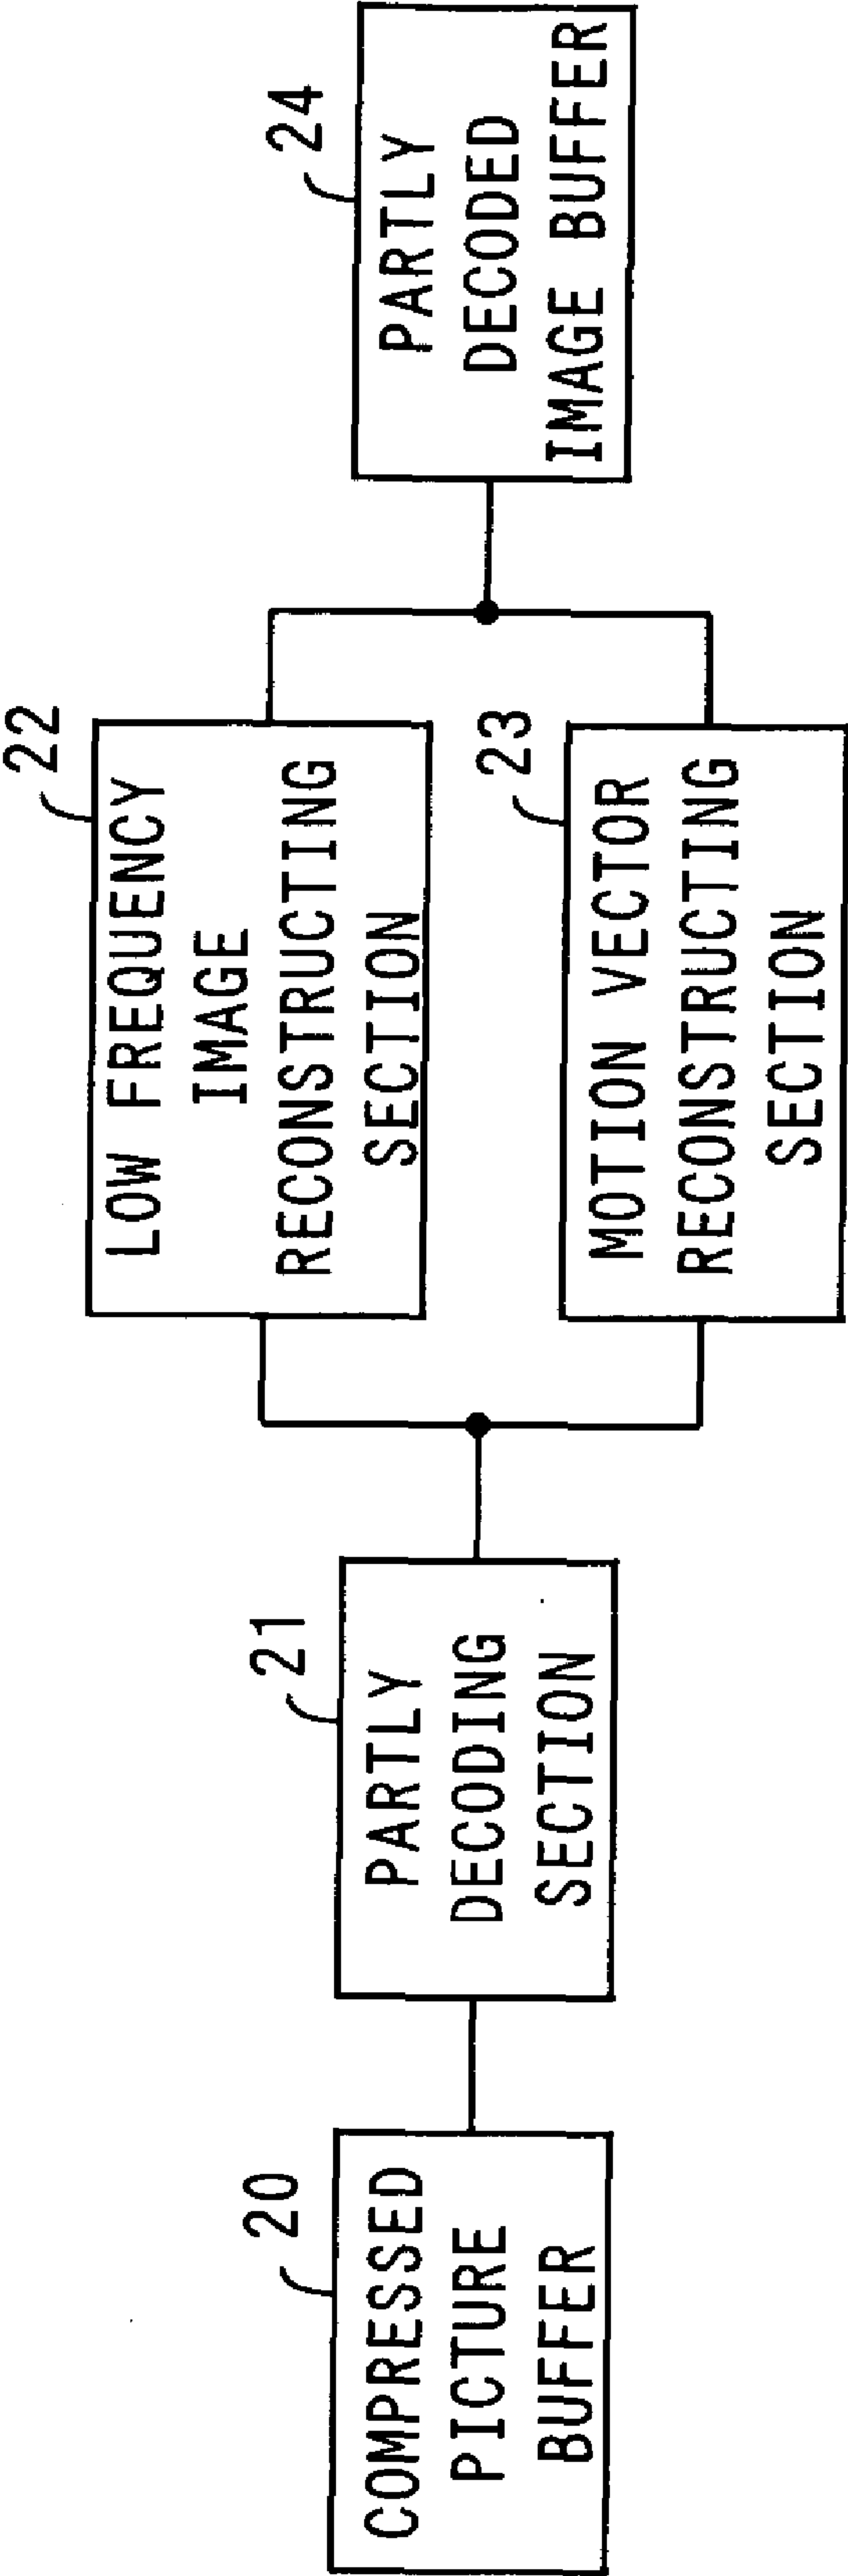 20
COMPRESSED
PICTURE
BUFFER
21
PARTLY
DECODING
SECTION
22
LOW FREQUENCY
IMAGE
RECONSTRUCTING
SECTION
23
MOTION VECTOR
RECONSTRUCTING
SECTION
24
PARTLY
DECODED
IMAGE BUFFER